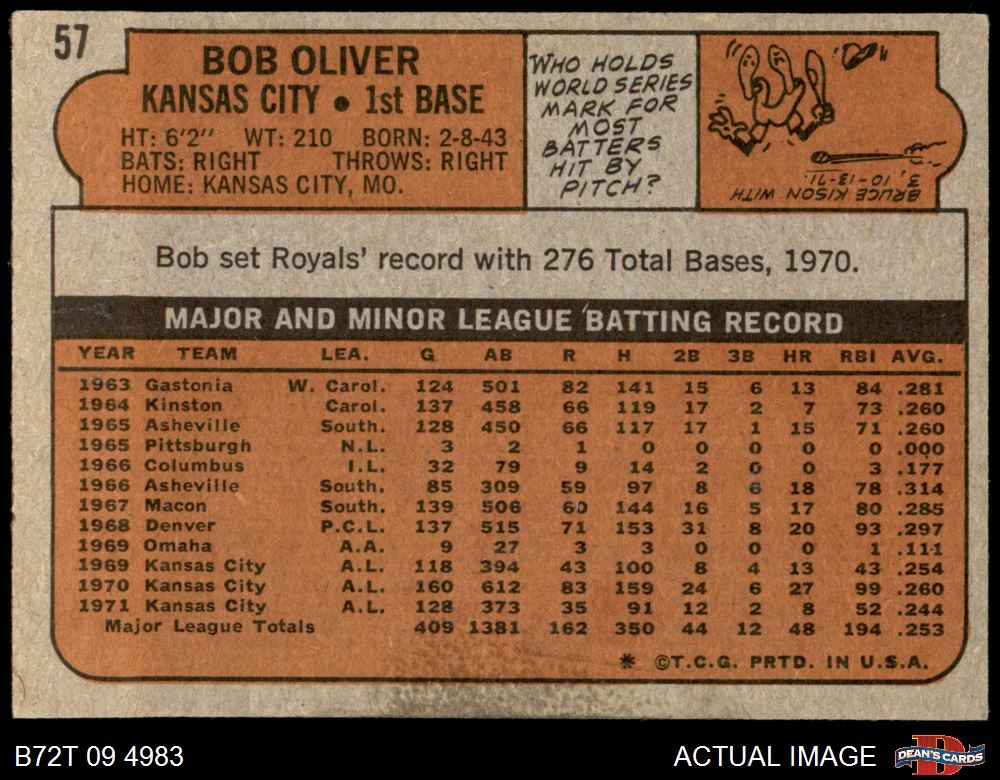 57
BOB OLIVER
KANSAS CITY • 1st BASE
HT: 6'2" WT: 210 BORN: 2-8-43
BATS: RIGHT THROWS: RIGHT
HOME: KANSAS CITY, MO.
WHO HOLDS
WORLD SERIES
MARK FOR
MOST
BATTERS
HIT BY
PITCH?
BRUCE KISON WITH
3, 10-13-71.
Bob set Royals' record with 276 Total Bases, 1970.
MAJOR AND MINOR LEAGUE BATTING RECORD
YEAR TEAM LEA. G AB R H 2B 3B HR RBI AVG.
1963 Gastonia W. Carol. 124 501 82 141 15 6 13 84 .281
1964 Kinston Carol. 137 458 66 119 17 2 7 73 .260
1965 Asheville South. 128 450 66 117 17 1 15 71 .260
1965 Pittsburgh N.L. 3 2 1 0 0 0 0 0 .000
1966 Columbus I.L. 32 79 9 14 2 0 0 3 .177
1966 Asheville South. 85 309 59 97 8 6 18 78 .314
1967 Macon South. 139 506 60 144 16 5 17 80 .285
1968 Denver P.C.L. 137 515 71 153 31 8 20 93 .297
1969 Omaha A.A. 9 27 3 3 0 0 0 1 .111
1969 Kansas City A.L. 118 394 43 100 8 4 13 43 .254
1970 Kansas City A.L. 160 612 83 159 24 6 27 99 .260
1971 Kansas City A.L. 128 373 35 91 12 2 8 52 .244
Major League Totals 409 1381 162 350 44 12 48 194 .253
* ©T.C.G. PRTD. IN U.S.A.
B72T 09 4983
ACTUAL IMAGE
D
DEAN'S CARDS